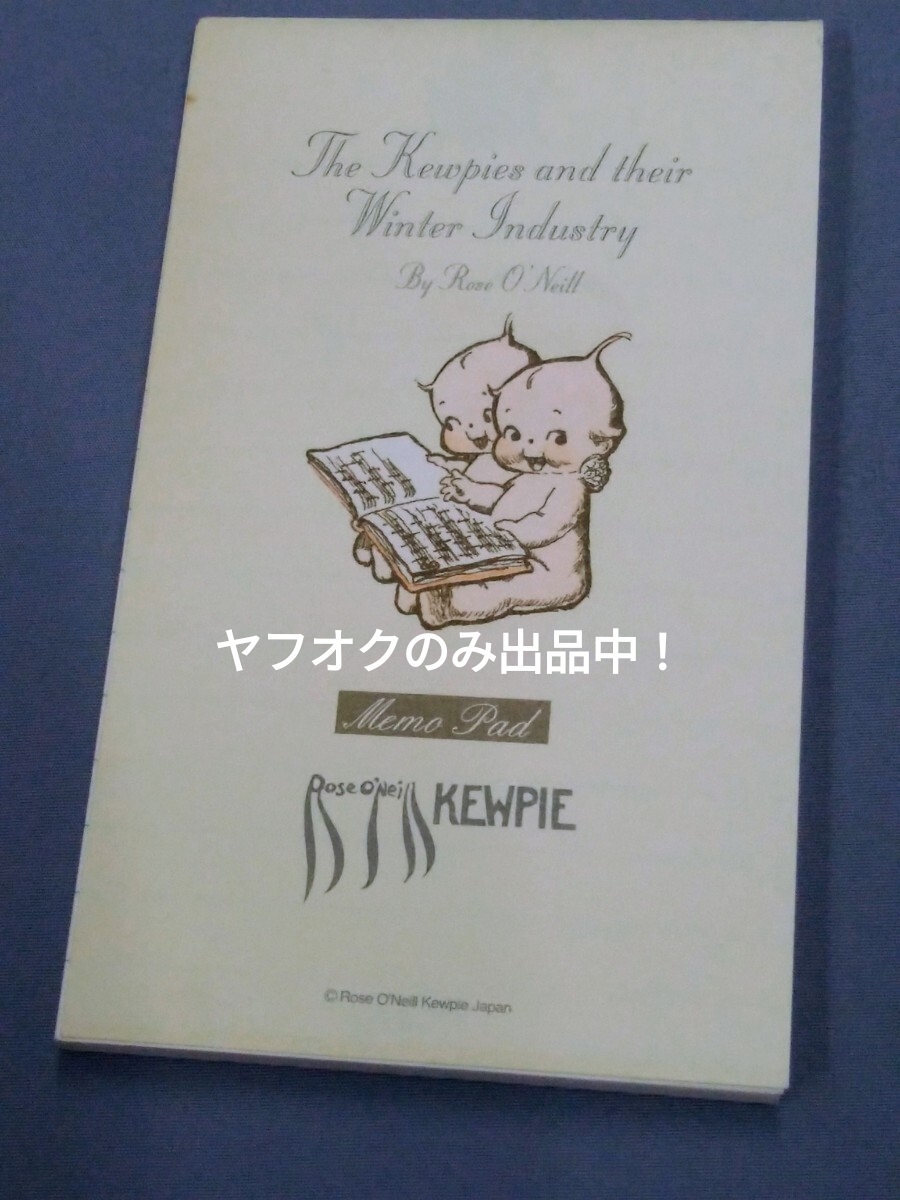 The Kewpies and their
Winter Industry
By Rose O'Neill
ヤフオクのみ出品中！
Memo Pad
Rose O'Neill KEWPIE
© Rose O'Neill Kewpie Japan